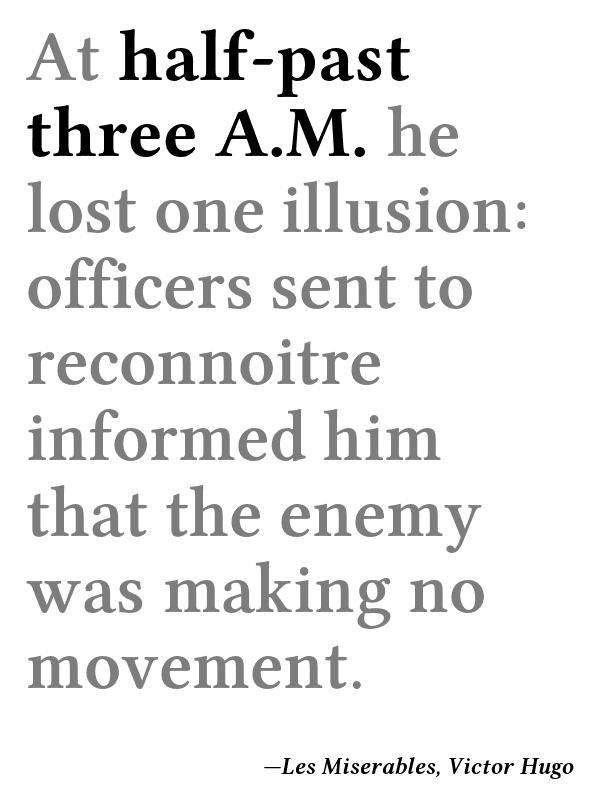 At half-past
three A.M. he
lost one illusion:
officers sent to
reconnoitre
informed him
that the enemy
was making no
movement.
—Les Miserables, Victor Hugo